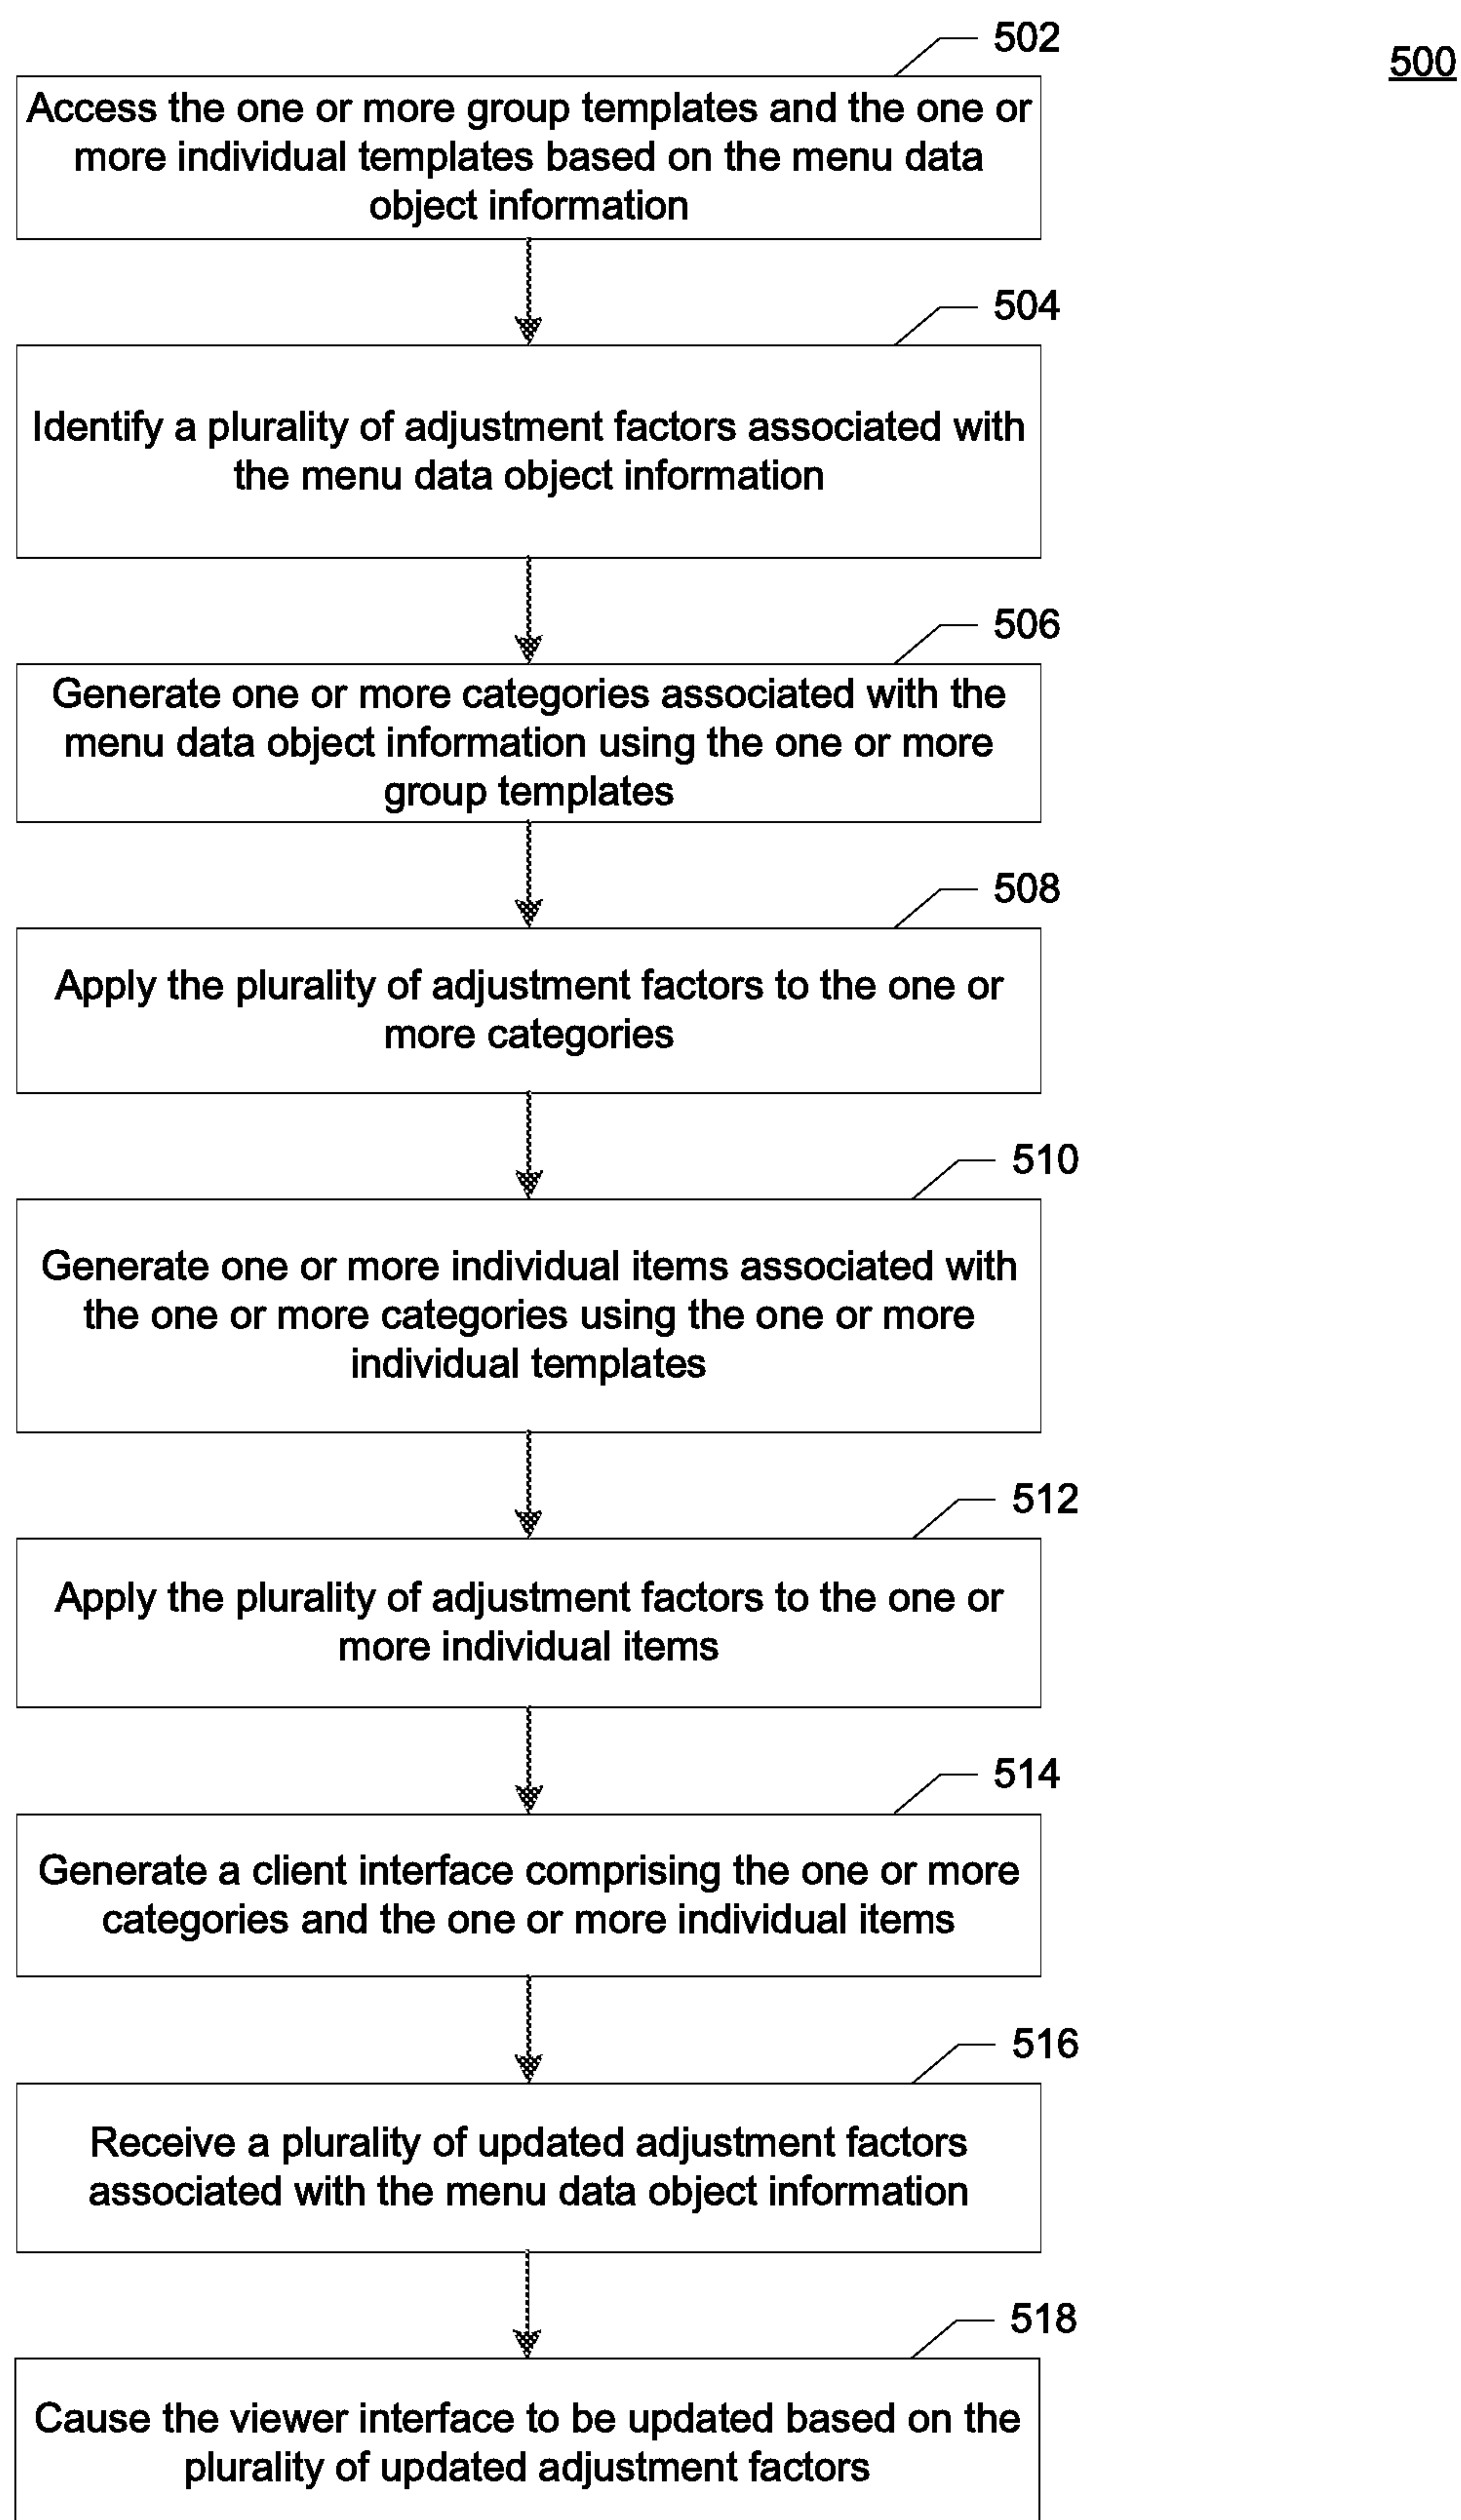 502
500
Access the one or more group templates and the one or
more individual templates based on the menu data
object information
504
Identify a plurality of adjustment factors associated with
the menu data object information
506
Generate one or more categories associated with the
menu data object information using the one or more
group templates
508
Apply the plurality of adjustment factors to the one or
more categories
510
Generate one or more individual items associated with
the one or more categories using the one or more
individual templates
512
Apply the plurality of adjustment factors to the one or
more individual items
514
Generate a client interface comprising the one or more
categories and the one or more individual items
516
Receive a plurality of updated adjustment factors
associated with the menu data object information
518
Cause the viewer interface to be updated based on the
plurality of updated adjustment factors